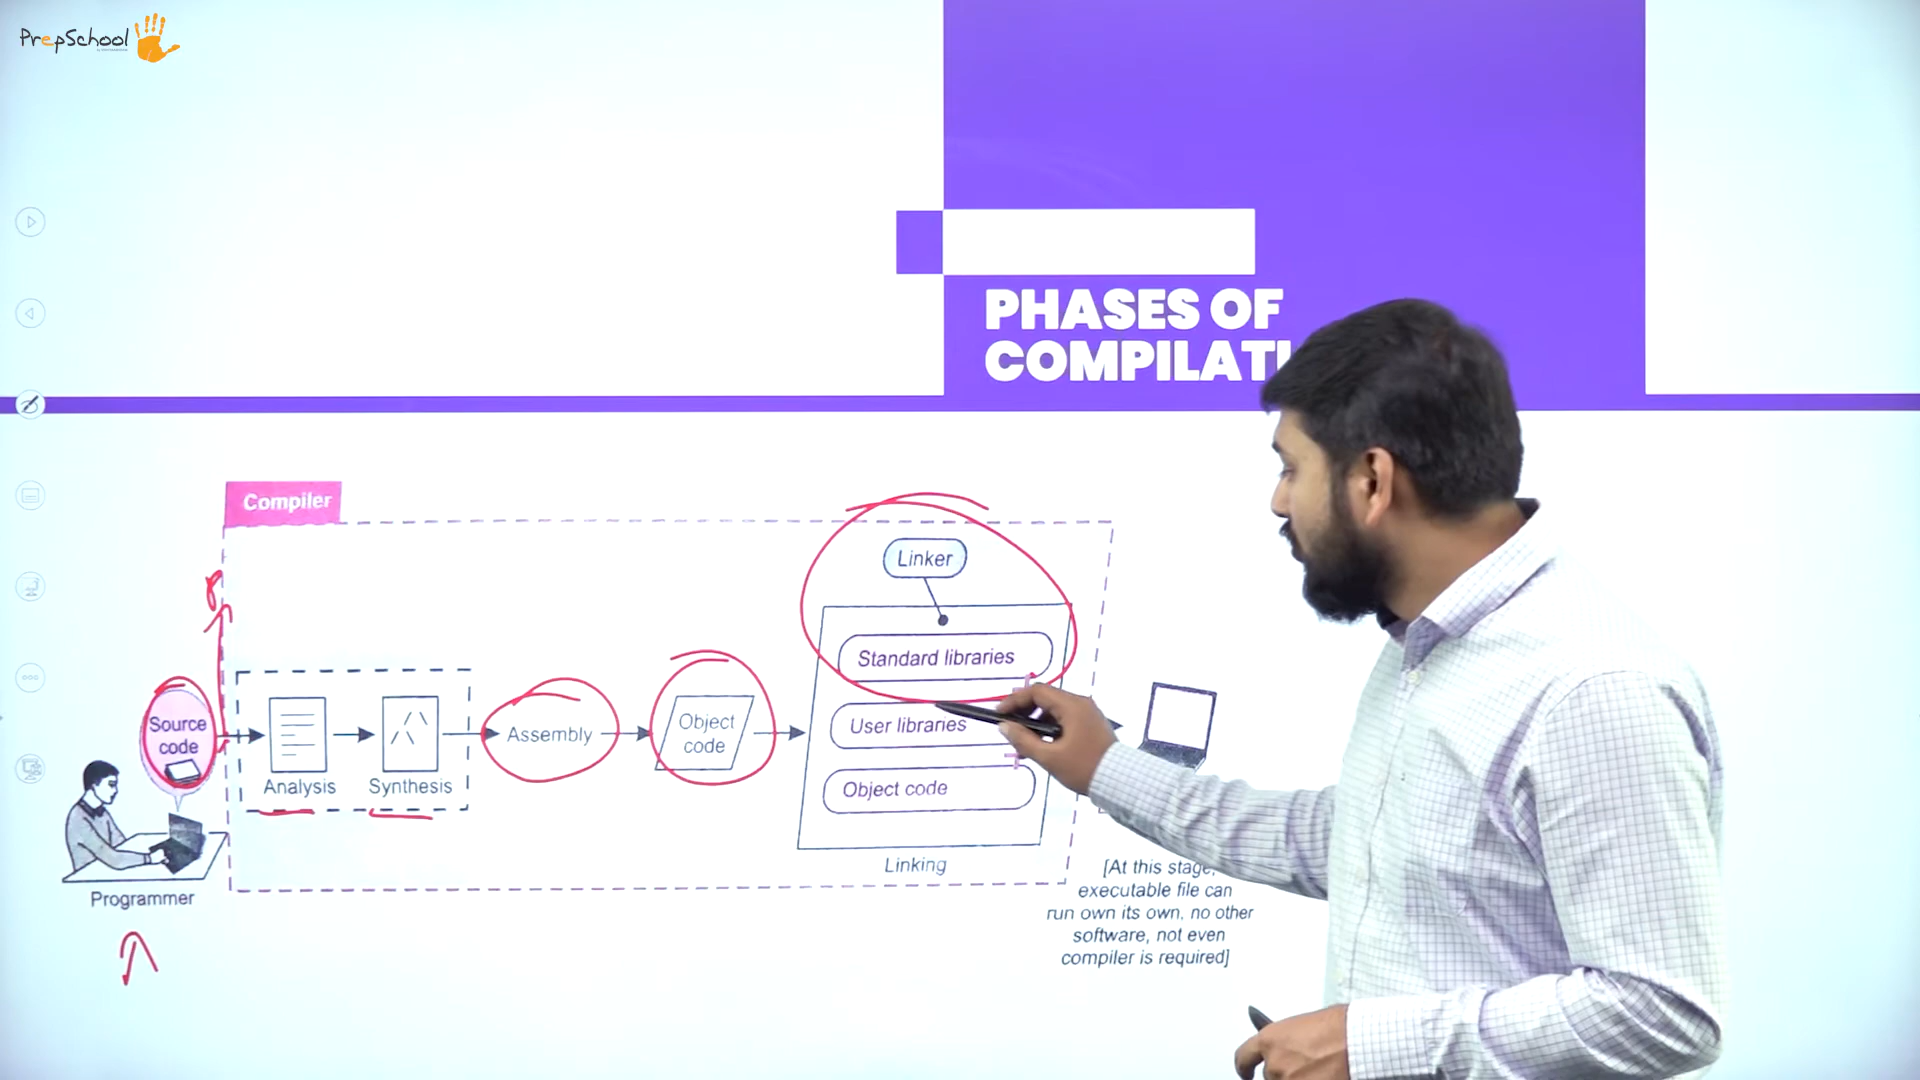 PrepSchool
PHASES OF
COMPILATI
Compiler
Linker
Standard libraries
Source
code
Assembly
Object
code
User libraries
Analysis
Synthesis
Object code
Linking
Programmer
[At this stage,
executable file can
run own its own, no other
software, not even
compiler is required]